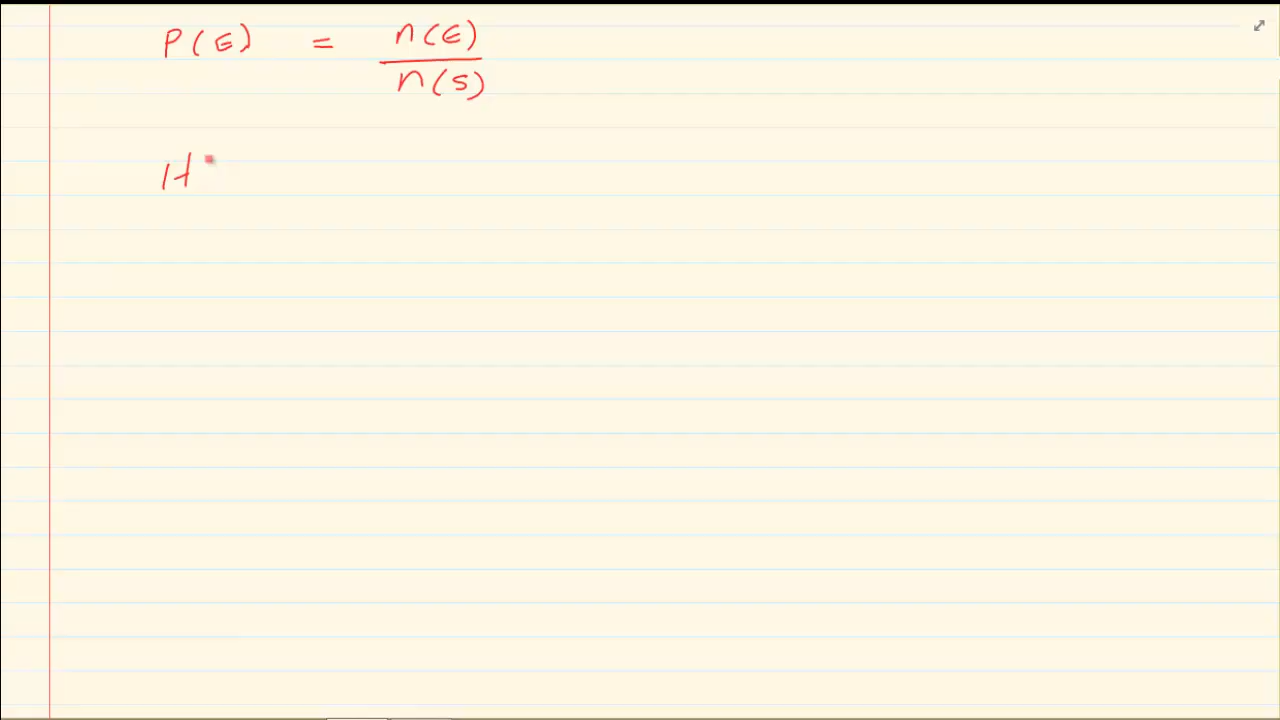 P(E) = n(E)/n(S)
H